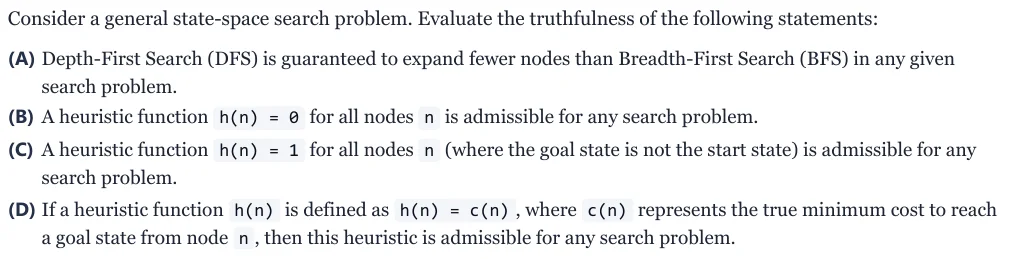 Consider a general state-space search problem. Evaluate the truthfulness of the following statements:
(A) Depth-First Search (DFS) is guaranteed to expand fewer nodes than Breadth-First Search (BFS) in any given
search problem.
(B) A heuristic function h(n) = 0 for all nodes n is admissible for any search problem.
(C) A heuristic function h(n) = 1 for all nodes n (where the goal state is not the start state) is admissible for any
search problem.
(D) If a heuristic function h(n) is defined as h(n) = c(n), where c(n) represents the true minimum cost to reach
a goal state from node n, then this heuristic is admissible for any search problem.